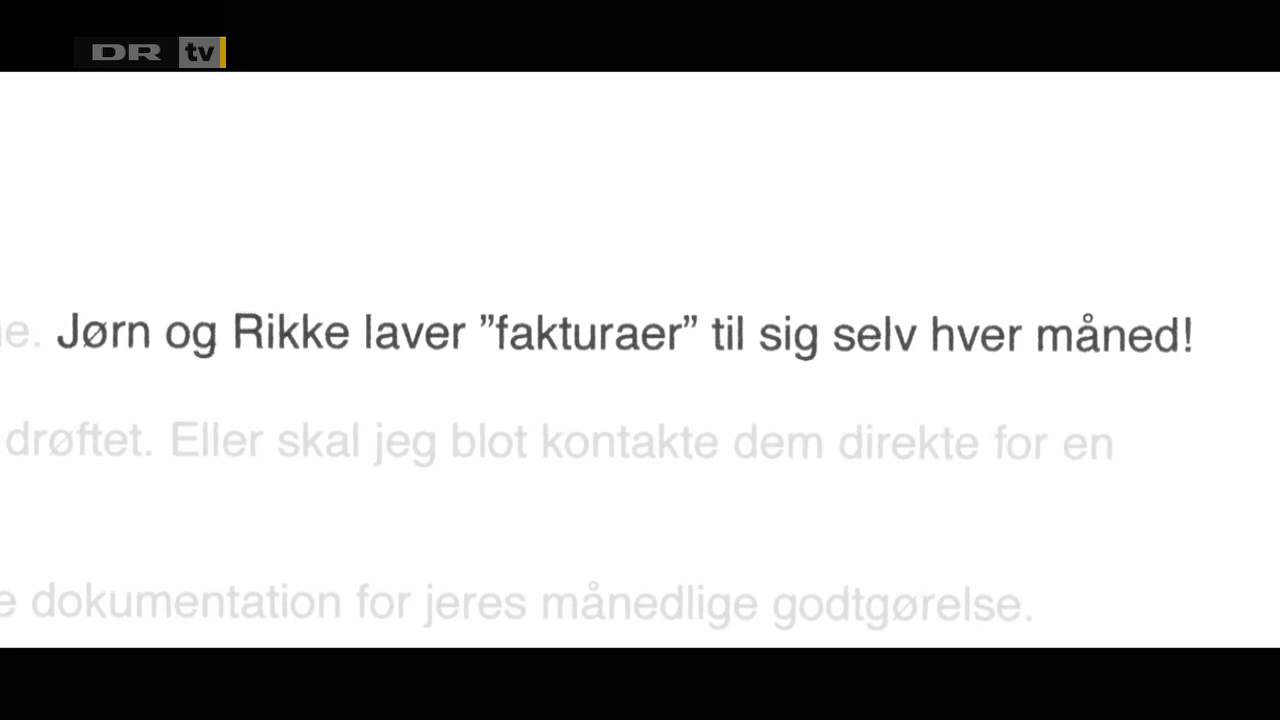 DR tv
e. Jørn og Rikke laver ”fakturaer” til sig selv hver måned!
drøftet. Eller skal jeg blot kontakte dem direkte for en
e dokumentation for jeres månedlige godtgørelse.